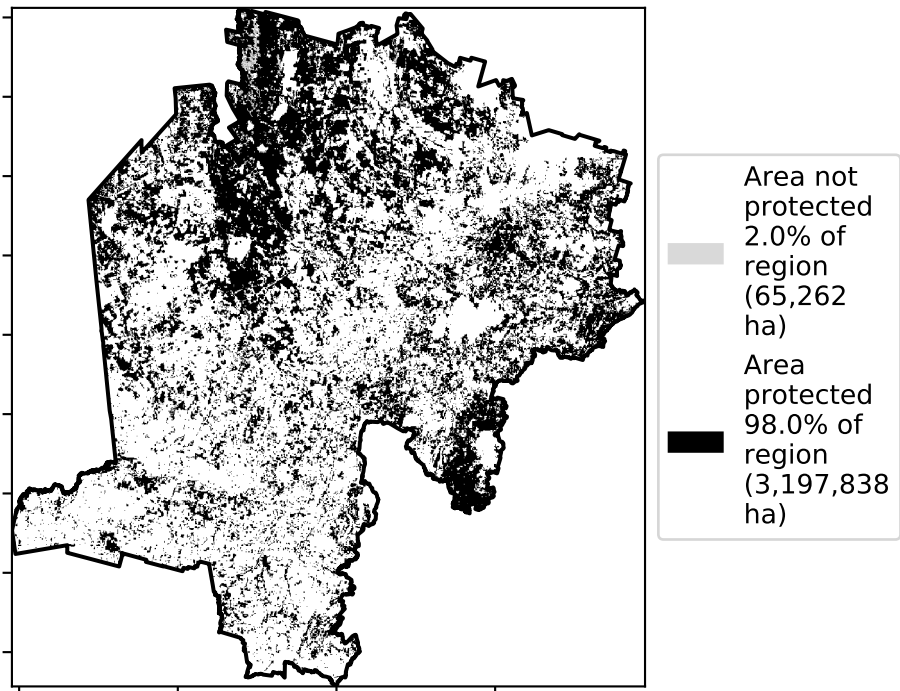 Area not
protected
2.0% of
region
(65,262
ha)
Area
protected
98.0% of
region
(3,197,838
ha)